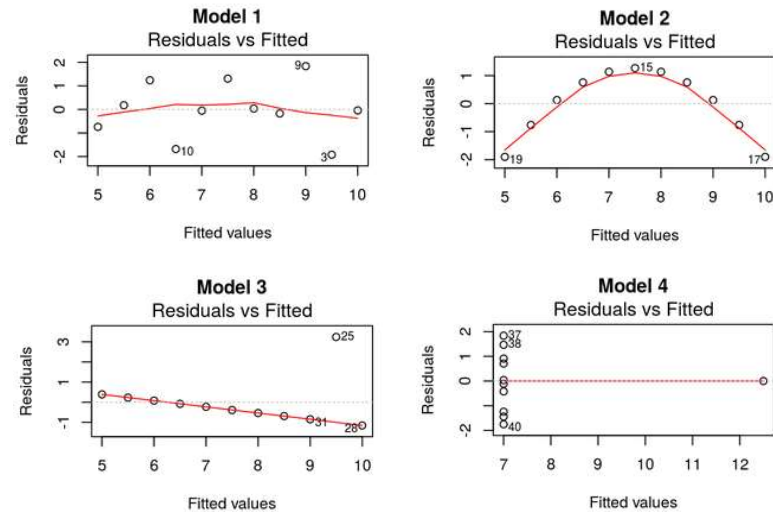 Model 1
Residuals vs Fitted
Residuals
2
1
0
-2
9
10
3
5 6 7 8 9 10
Fitted values
Model 2
Residuals vs Fitted
Residuals
1
0
-1
-2
15
19
17
5 6 7 8 9 10
Fitted values
Model 3
Residuals vs Fitted
Residuals
3
1
-1
25
31
28
5 6 7 8 9 10
Fitted values
Model 4
Residuals vs Fitted
Residuals
2
1
0
-2
37
38
40
7 8 9 10 11 12
Fitted values